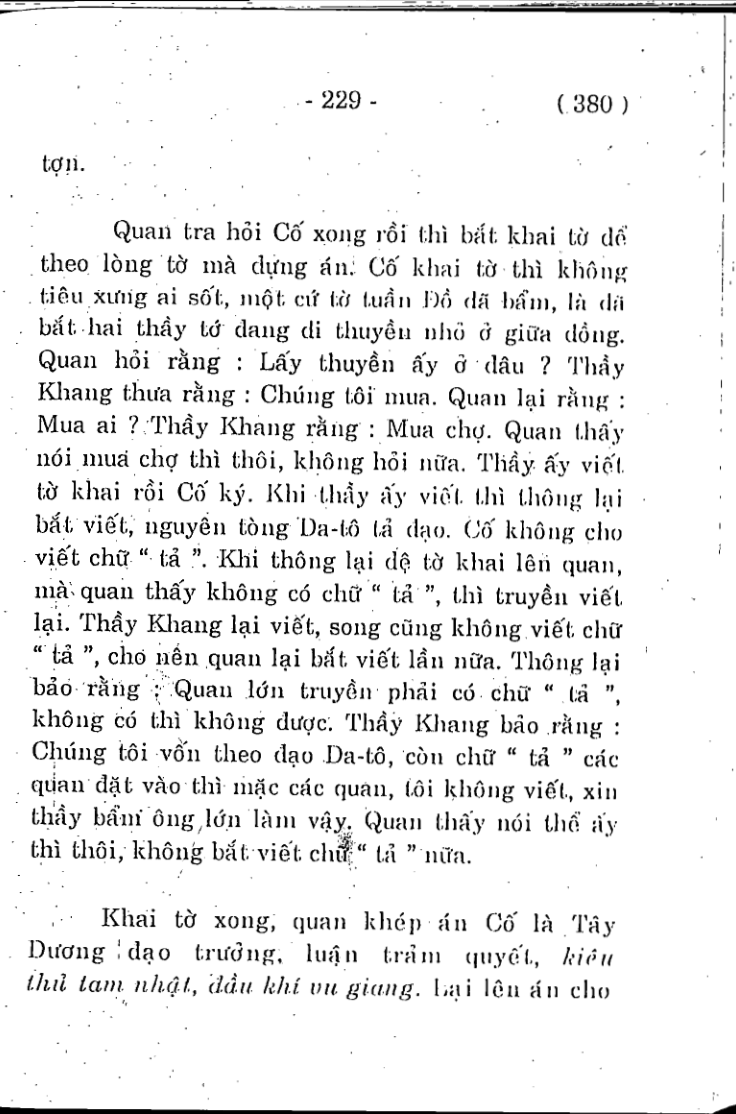 - 229 - ( 380 )
tợn.
Quan tra hỏi Cố xong rồi thì bắt khai tờ để
theo lòng tờ mà dựng án. Cố khai tờ thì không
tiêu xưng ai sốt, một cứ tờ tuần Đồ đã bẩm, là đã
bắt hai thầy tớ đang đi thuyền nhỏ ở giữa đồng.
Quan hỏi rằng : Lấy thuyền ấy ở đâu ? Thầy
Khang thưa rằng : Chúng tôi mua. Quan lại rằng :
Mua ai ? Thầy Khang rằng : Mua chợ. Quan thấy
nói mua chợ thì thôi, không hỏi nữa. Thầy ấy viết
tờ khai rồi Cố ký. Khi thầy ấy viết thì thông lại
bắt viết, nguyên tòng Da-tô tả đạo. Cố không cho
viết chữ “ tả ”. Khi thông lại đệ tờ khai lên quan,
mà quan thấy không có chữ “ tả ”, thì truyền viết
lại. Thầy Khang lại viết, song cũng không viết chữ
“ tả ”, cho nên quan lại bắt viết lần nữa. Thông lại
bảo rằng : Quan lớn truyền phải có chữ “ tả ”,
không có thì không được. Thầy Khang bảo rằng :
Chúng tôi vốn theo đạo Da-tô, còn chữ “ tả ” các
quan đặt vào thì mặc các quan, tôi không viết, xin
thầy bẩm ông lớn làm vậy. Quan thấy nói thể ấy
thì thôi, không bắt viết chữ “ tả ” nữa.
Khai tờ xong, quan khép án Cố là Tây
Dương đạo trưởng, luận trảm quyết, kiêu
thủ tam nhật, đầu khí vu giang. Lại lên án cho